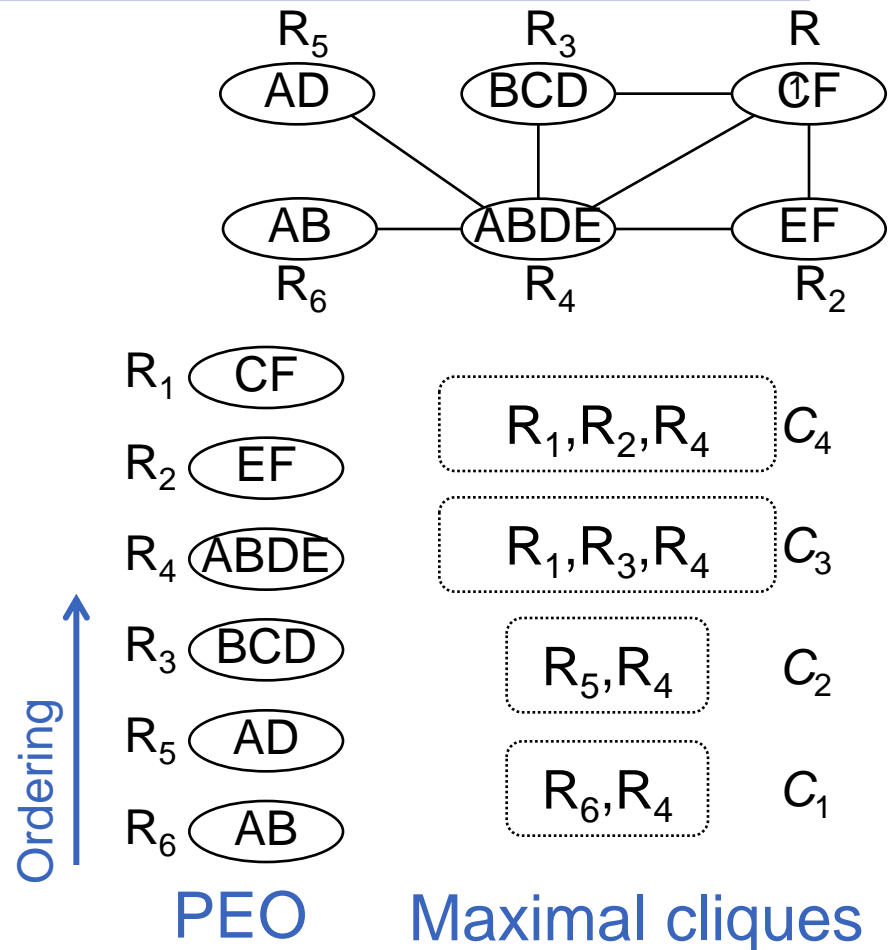 R₅ R₃ R
AD BCD CF
1
AB ABDE EF
R₆ R₄ R₂
R₁ CF
R₁,R₂,R₄ C₄
R₂ EF
R₄ ABDE
R₁,R₃,R₄ C₃
R₃ BCD
R₅,R₄ C₂
R₅ AD
R₆,R₄ C₁
R₆ AB
Ordering
PEO Maximal cliques